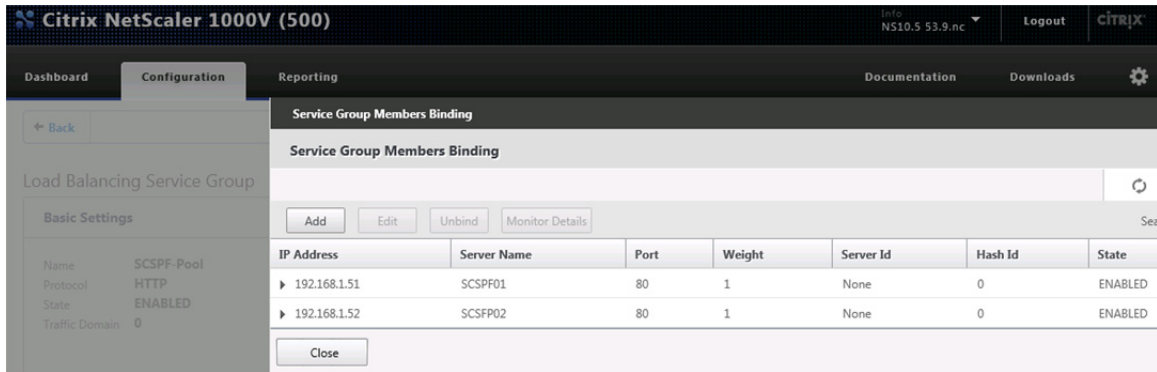 Citrix NetScaler 1000V (500)
Info
NS10.5 53.9.nc
Logout
CITRIX
Dashboard Configuration Reporting Documentation Downloads
Back
Service Group Members Binding
Service Group Members Binding
Load Balancing Service Group
Basic Settings
Add Edit Unbind Monitor Details Sea
IP Address Server Name Port Weight Server Id Hash Id State
192.168.1.51 SCSPF01 80 1 None 0 ENABLED
192.168.1.52 SCSFP02 80 1 None 0 ENABLED
Name SCSPF-Pool
Protocol HTTP
State ENABLED
Traffic Domain 0
Close